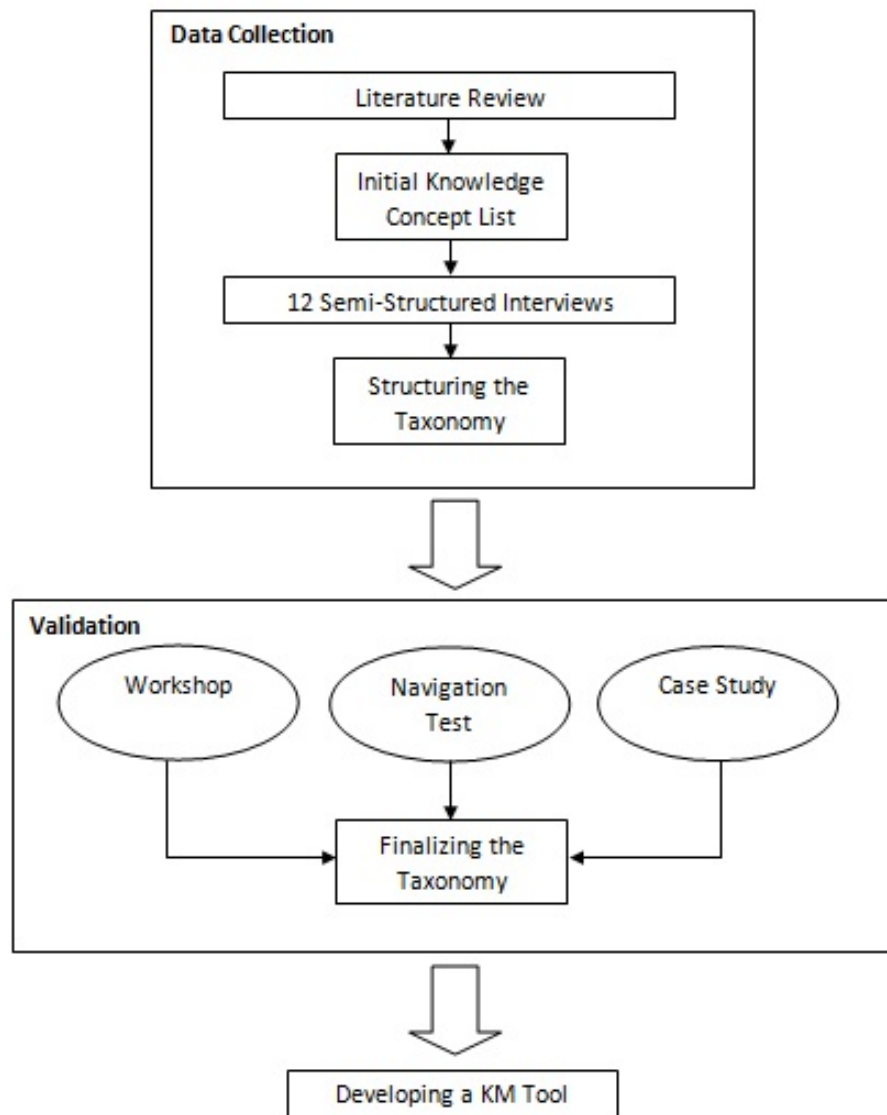 Data Collection
Literature Review
Initial Knowledge
Concept List
12 Semi-Structured Interviews
Structuring the
Taxonomy
Validation
Workshop
Navigation
Test
Case Study
Finalizing the
Taxonomy
Developing a KM Tool